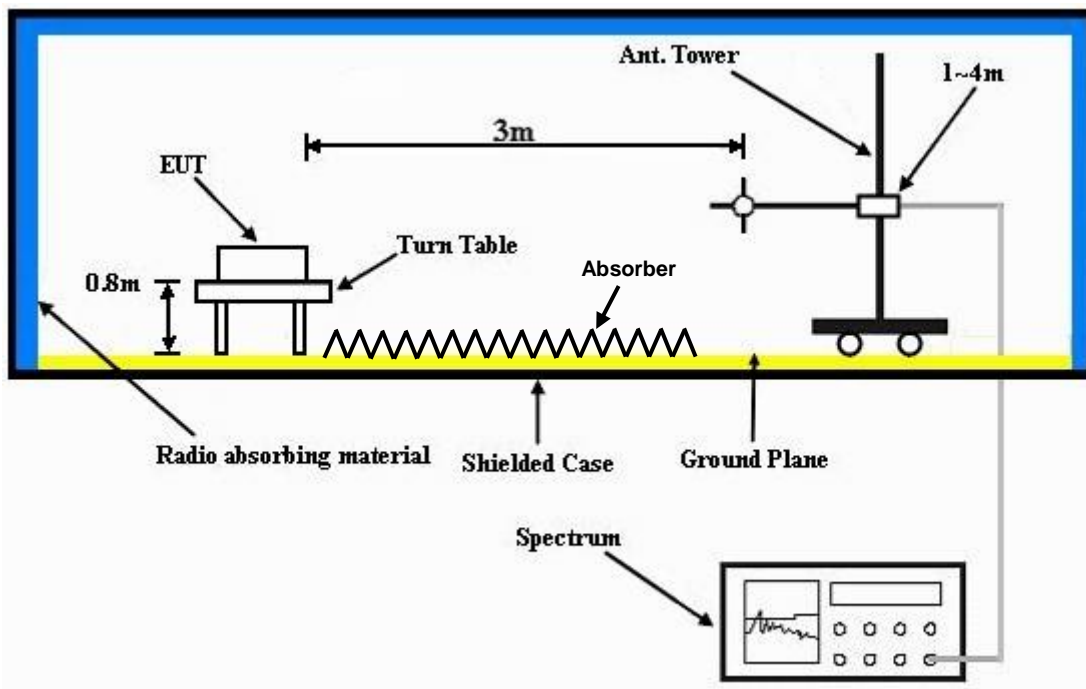 Ant. Tower
1~4m
3m
EUT
Turn Table
Absorber
0.8m
Radio absorbing material
Shielded Case
Ground Plane
Spectrum